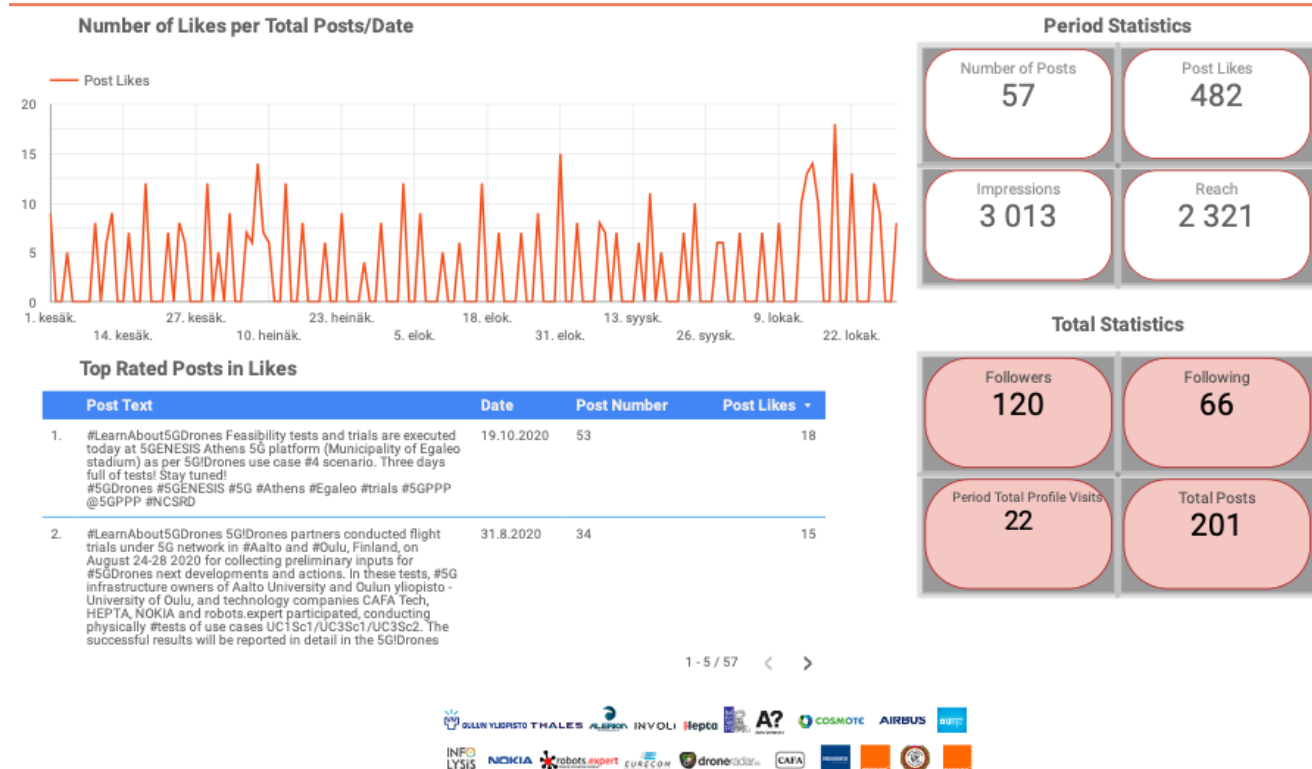 Number of Likes per Total Posts/Date
Post Likes
20
15
10
5
0
1. kesäk.
14. kesäk.
27. kesäk.
10. heinäk.
23. heinäk.
5. elok.
18. elok.
31. elok.
13. syysk.
26. syysk.
9. lokak.
22. lokak.
Period Statistics
Number of Posts
57
Post Likes
482
Impressions
3 013
Reach
2 321
Total Statistics
Followers
120
Following
66
Period Total Profile Visits
22
Total Posts
201
Top Rated Posts in Likes
Post Text Date Post Number Post Likes
1. #LearnAbout5GDrones Feasibility tests and trials are executed 19.10.2020 53 18
today at 5GENESIS Athens 5G platform (Municipality of Egaleo
stadium) as per 5G!Drones use case #4 scenario. Three days
full of tests! Stay tuned!
#5GDrones #5GENESIS #5G #Athens #Egaleo #trials #5GPPP
@5GPPP #NCSRD
2. #LearnAbout5GDrones 5G!Drones partners conducted flight 31.8.2020 34 15
trials under 5G network in #Aalto and #Oulu, Finland, on
August 24-28 2020 for collecting preliminary inputs for
#5GDrones next developments and actions. In these tests, #5G
infrastructure owners of Aalto University and Oulun yliopisto -
University of Oulu, and technology companies CAFA Tech,
HEPTA, NOKIA and robots.expert participated, conducting
physically #tests of use cases UC1Sc1/UC3Sc1/UC3Sc2. The
successful results will be reported in detail in the 5G!Drones
1 - 5 / 57
OULUN YLIOPISTO THALES ALERION INVOLI Hepta A? COSMOTE AIRBUS
INFOLYSiS NOKIA robots.expert EURECOM droneradar CAFA